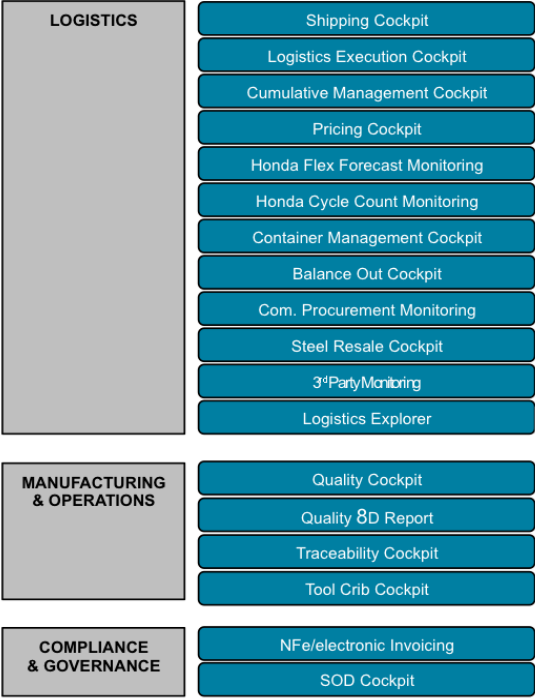 LOGISTICS
Shipping Cockpit
Logistics Execution Cockpit
Cumulative Management Cockpit
Pricing Cockpit
Honda Flex Forecast Monitoring
Honda Cycle Count Monitoring
Container Management Cockpit
Balance Out Cockpit
Com. Procurement Monitoring
Steel Resale Cockpit
3rd Party Monitoring
Logistics Explorer
MANUFACTURING
& OPERATIONS
Quality Cockpit
Quality 8D Report
Traceability Cockpit
Tool Crib Cockpit
COMPLIANCE
& GOVERNANCE
NFe/electronic Invoicing
SOD Cockpit